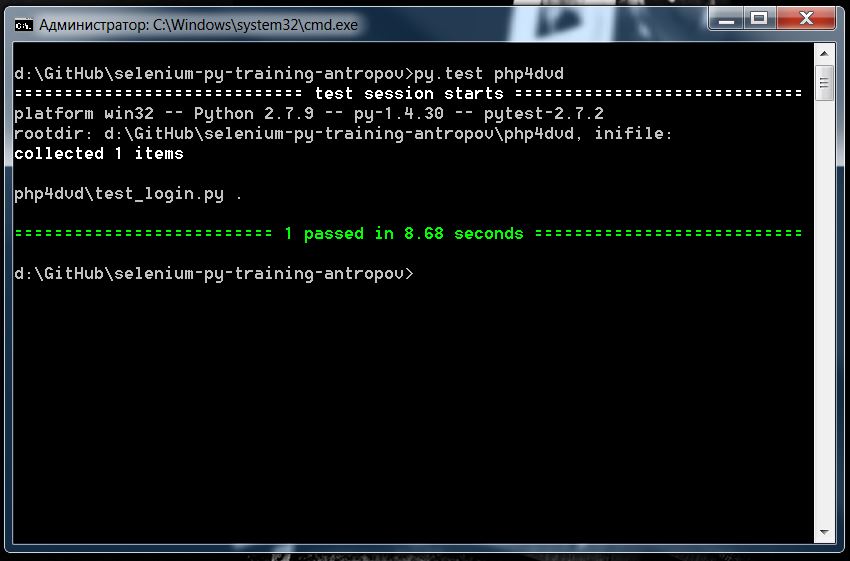 Администратор: C:\Windows\system32\cmd.exe
d:\GitHub\selenium-py-training-antropov>py.test php4dvd
============================= test session starts =============================
platform win32 -- Python 2.7.9 -- py-1.4.30 -- pytest-2.7.2
rootdir: d:\GitHub\selenium-py-training-antropov\php4dvd, inifile:
collected 1 items
php4dvd\test_login.py .
========================== 1 passed in 8.68 seconds ===========================
d:\GitHub\selenium-py-training-antropov>